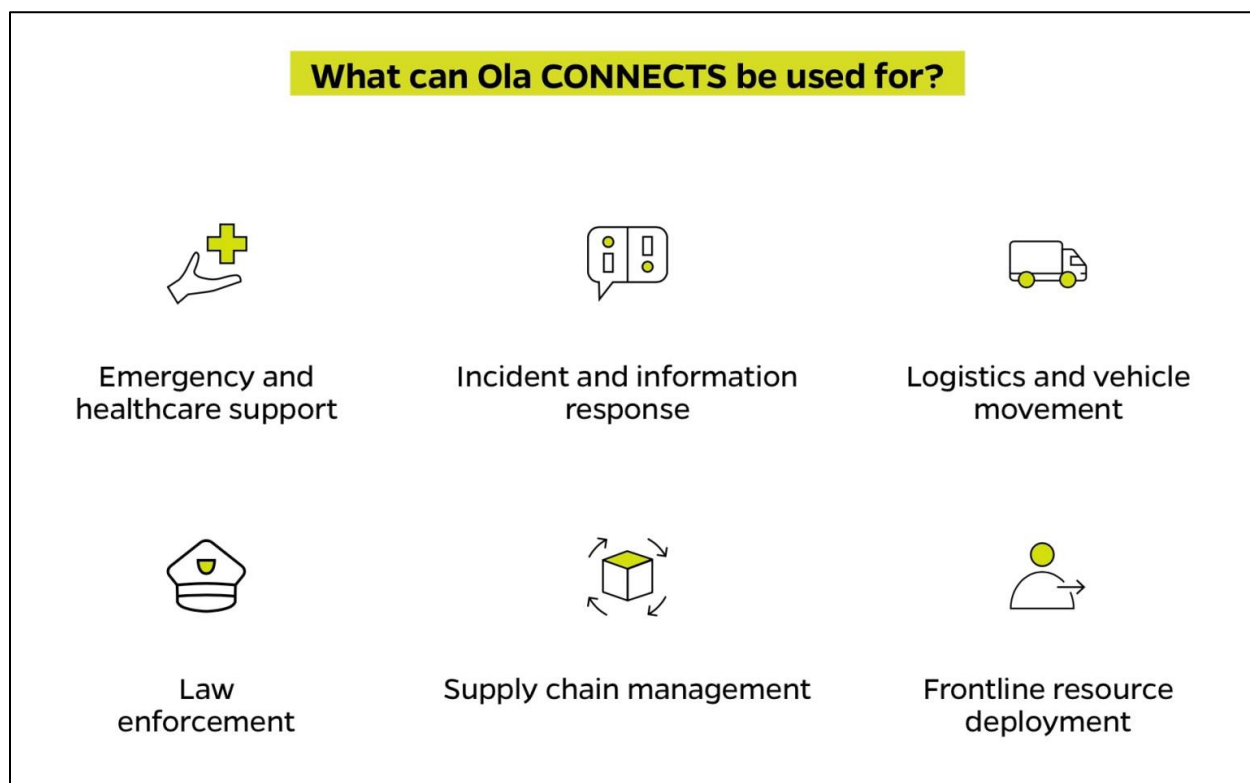 What can Ola CONNECTS be used for?
Emergency and
healthcare support
Incident and information
response
Logistics and vehicle
movement
Law
enforcement
Supply chain management
Frontline resource
deployment